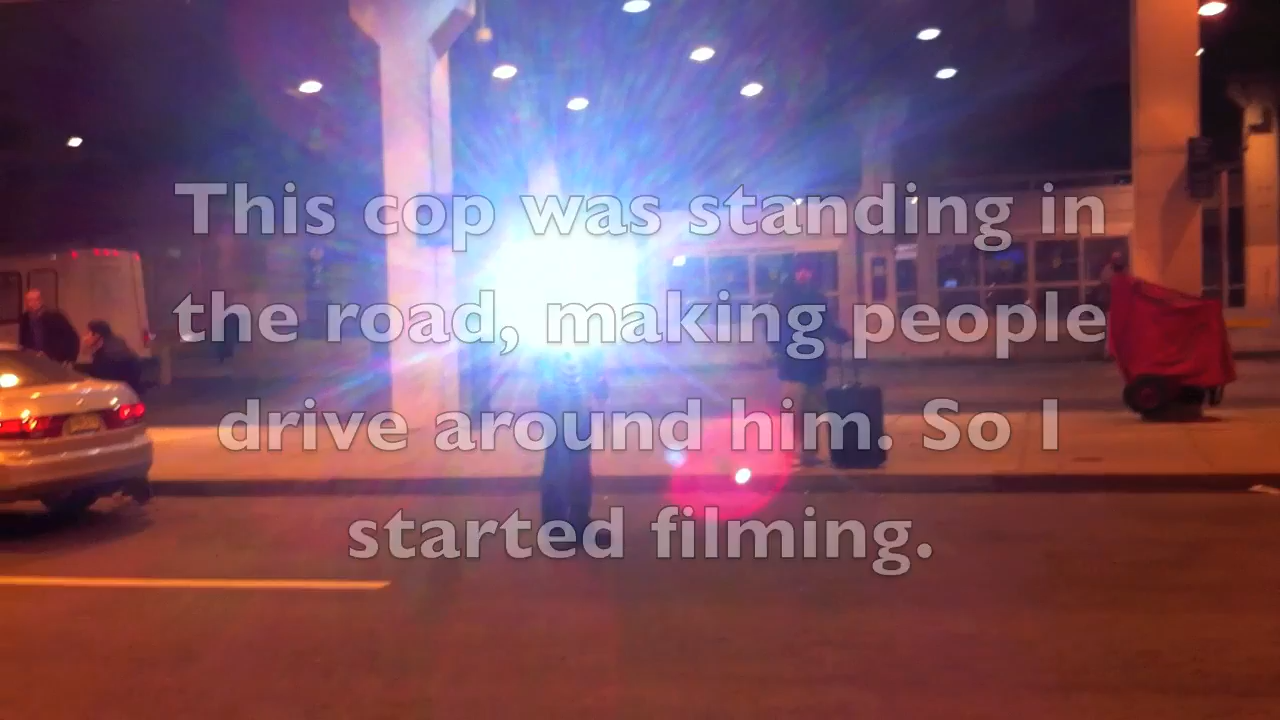 This cop was standing in
the road, making people
drive around him. So I
started filming.